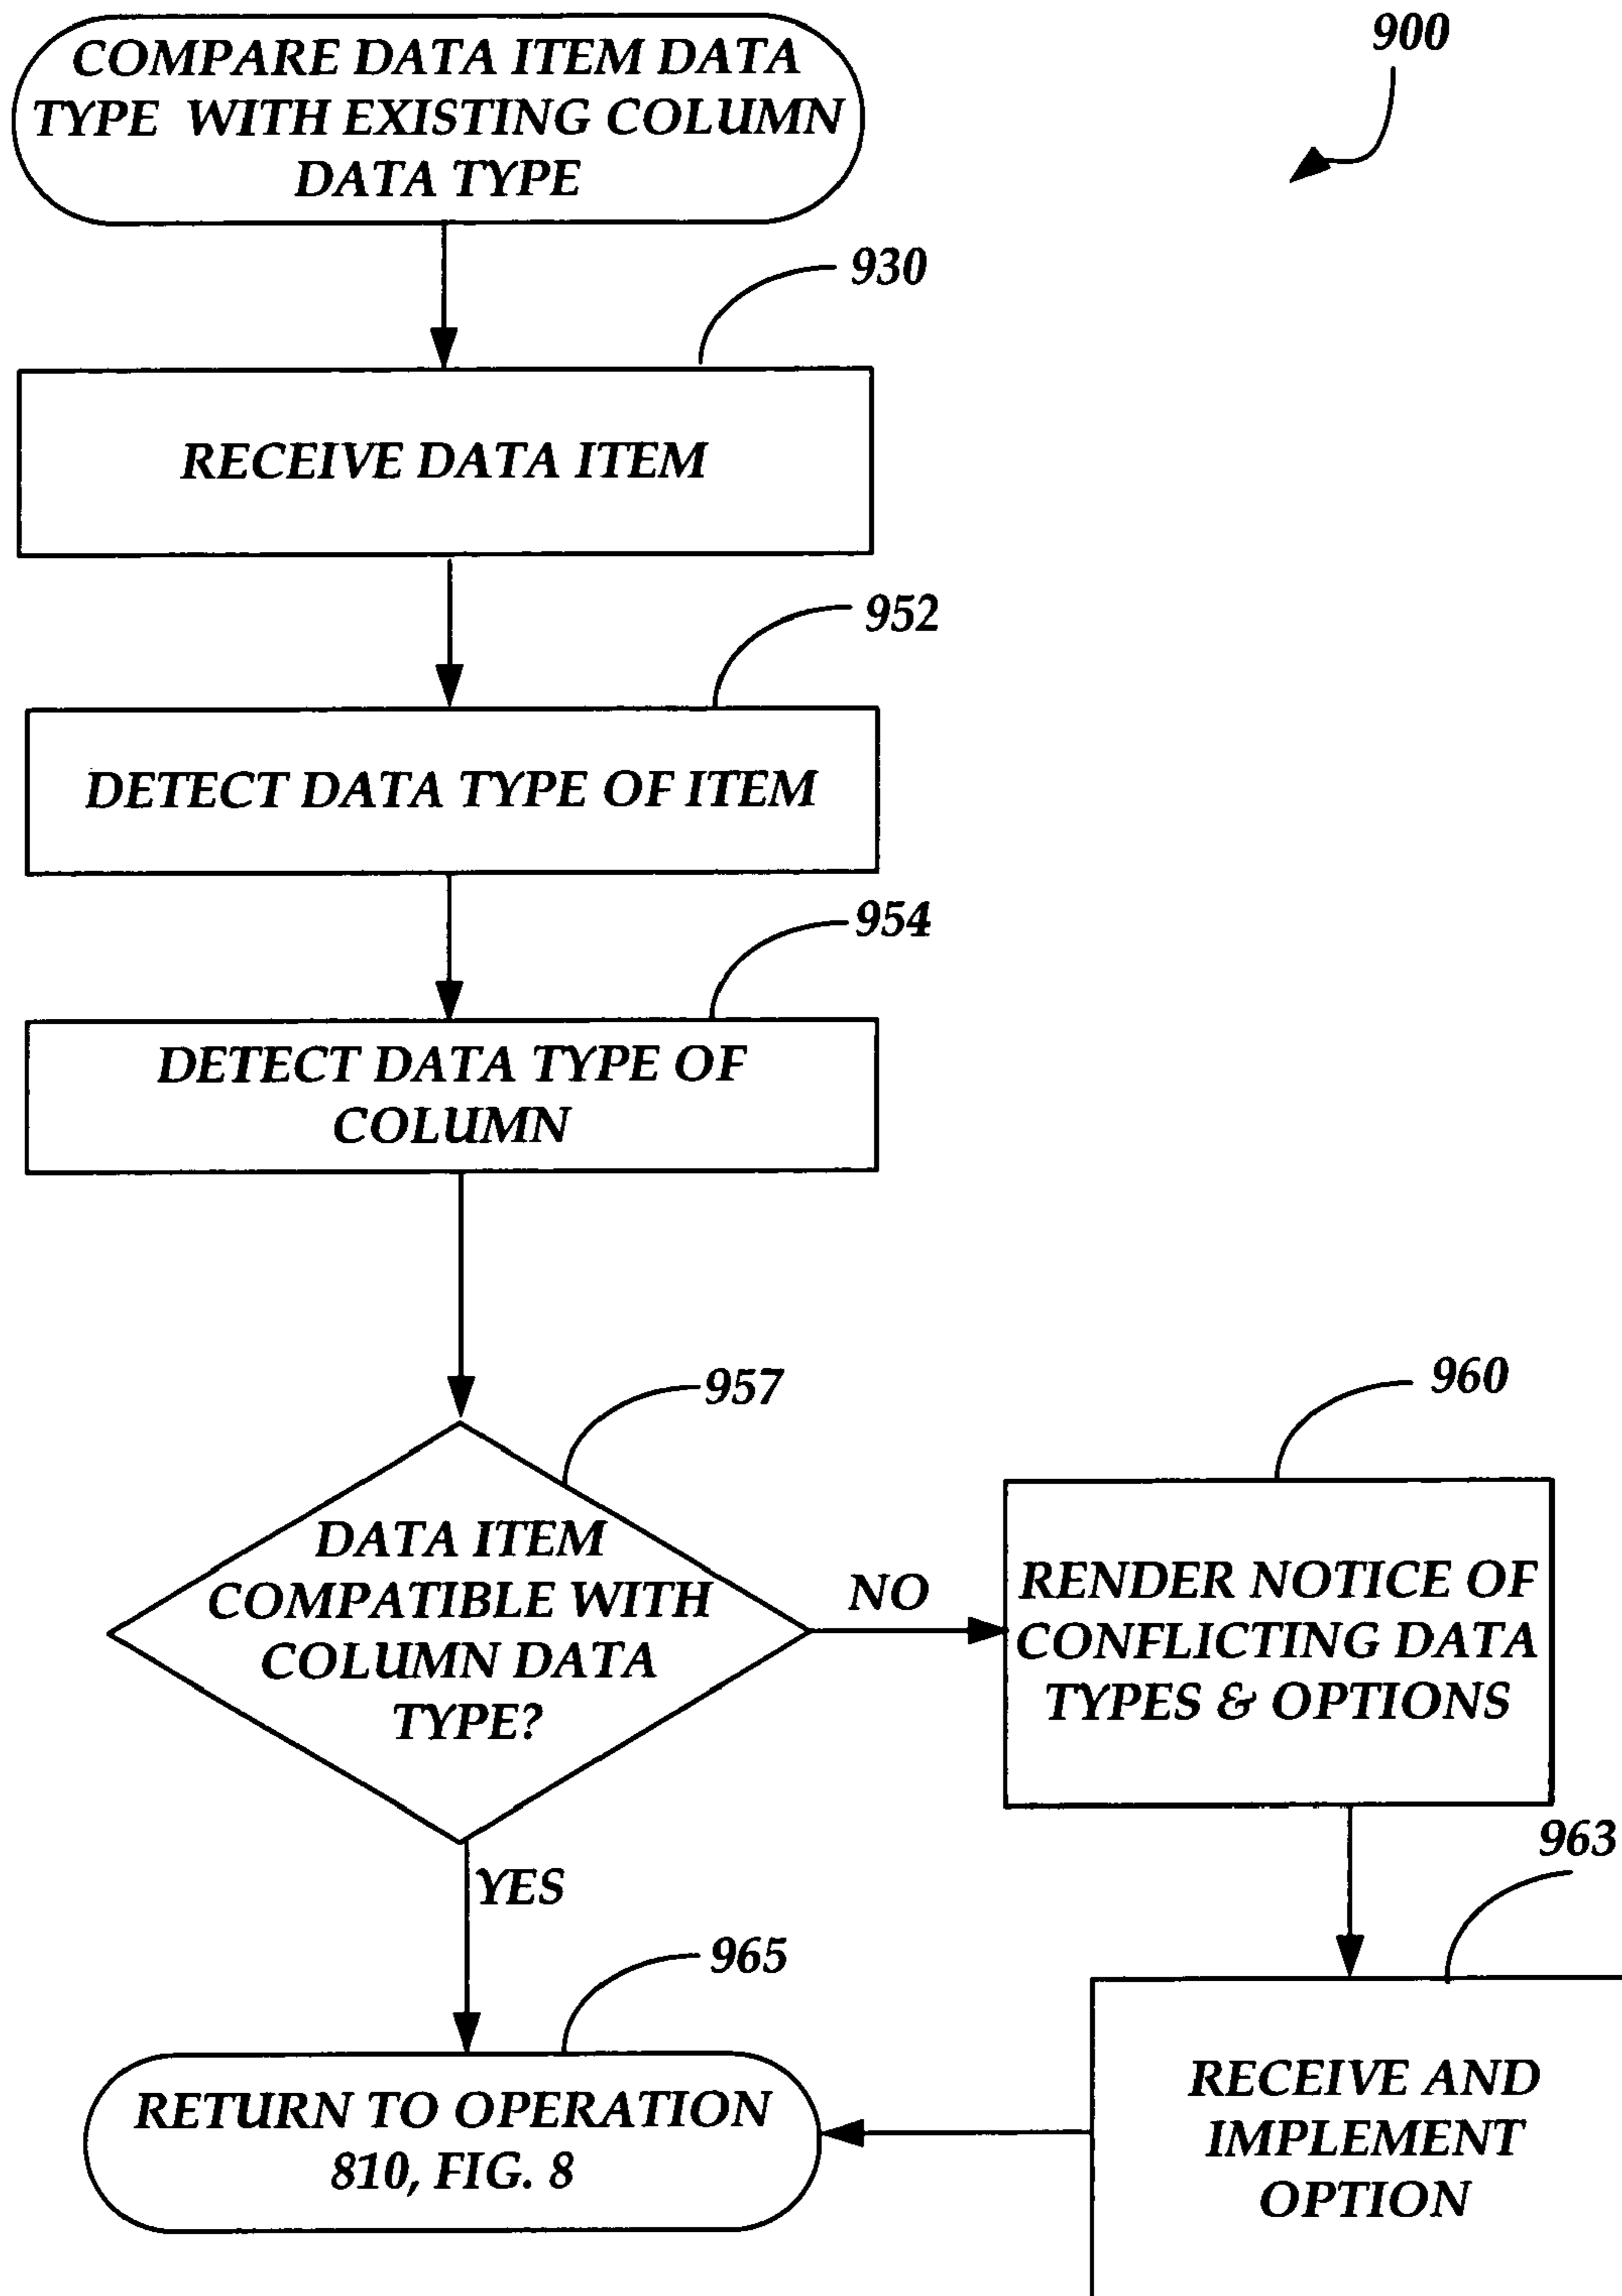 COMPARE DATA ITEM DATA
TYPE WITH EXISTING COLUMN
DATA TYPE
900
930
RECEIVE DATA ITEM
952
DETECT DATA TYPE OF ITEM
954
DETECT DATA TYPE OF
COLUMN
957
DATA ITEM
COMPATIBLE WITH
COLUMN DATA
TYPE?
NO
960
RENDER NOTICE OF
CONFLICTING DATA
TYPES & OPTIONS
YES
963
RECEIVE AND
IMPLEMENT
OPTION
965
RETURN TO OPERATION
810, FIG. 8